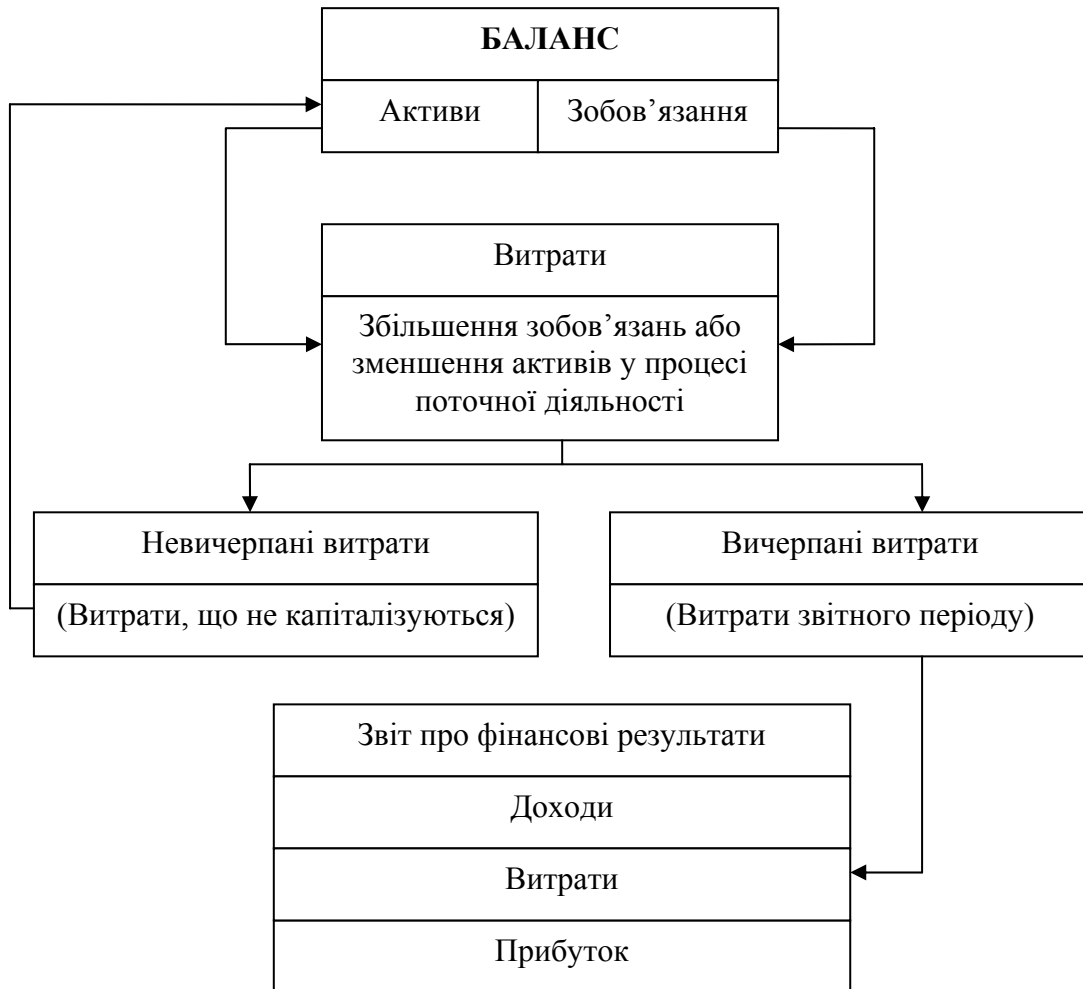 БАЛАНС
Активи
Зобов’язання
Витрати
Збільшення зобов’язань або
зменшення активів у процесі
поточної діяльності
Невичерпані витрати
(Витрати, що не капіталізуються)
Вичерпані витрати
(Витрати звітного періоду)
Звіт про фінансові результати
Доходи
Витрати
Прибуток